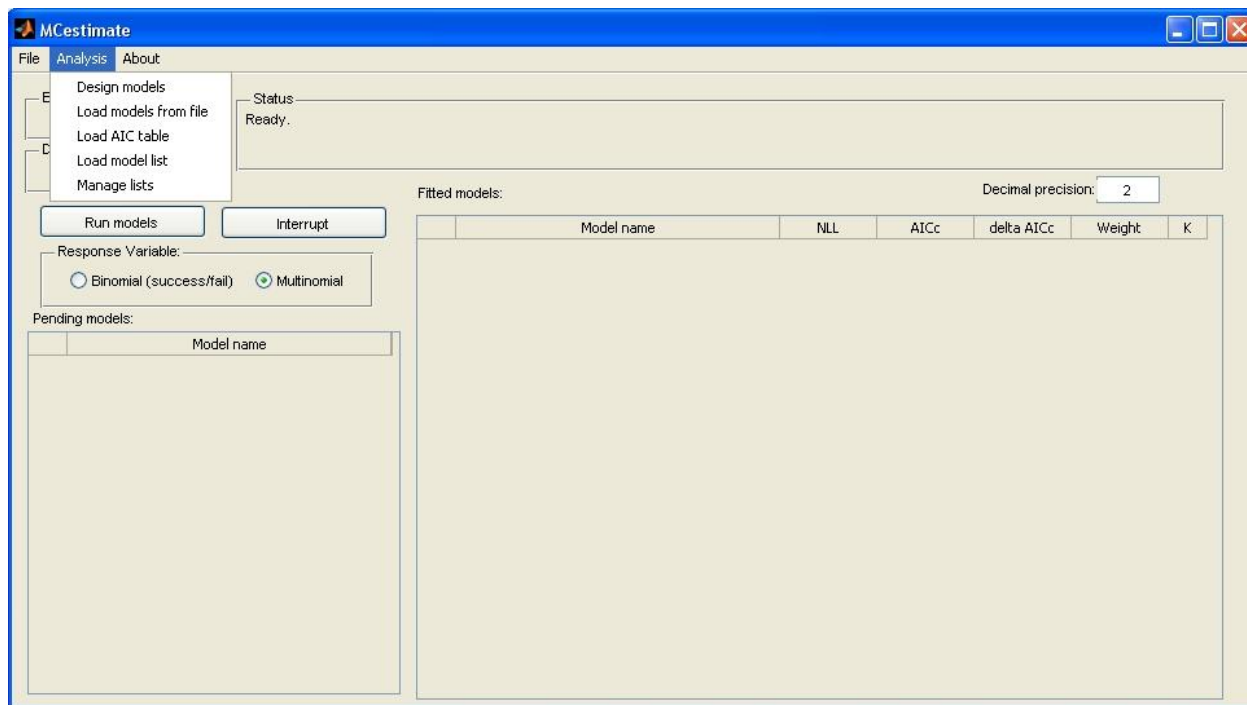 MCestimate
File Analysis About
Design models
Load models from file
Load AIC table
Load model list
Manage lists
E
D
Status
Ready.
Run models
Interrupt
Response Variable:
Binomial (success/fail)
Multinomial
Pending models:
Model name
Fitted models:
Decimal precision: 2
Model name NLL AICc delta AICc Weight K